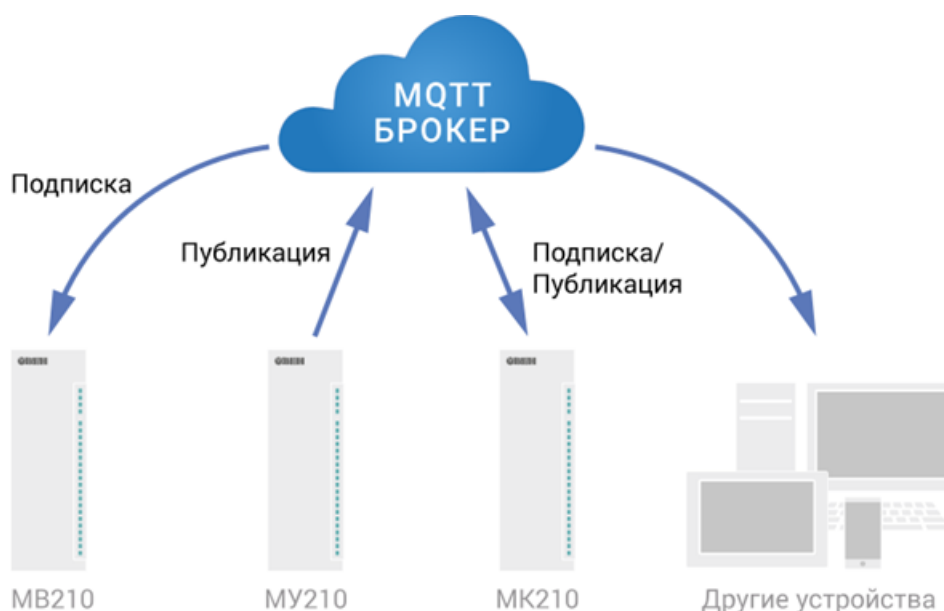 MQTT
БРОКЕР
Подписка
Публикация
Подписка/
Публикация
МВ210
МУ210
МК210
Другие устройства